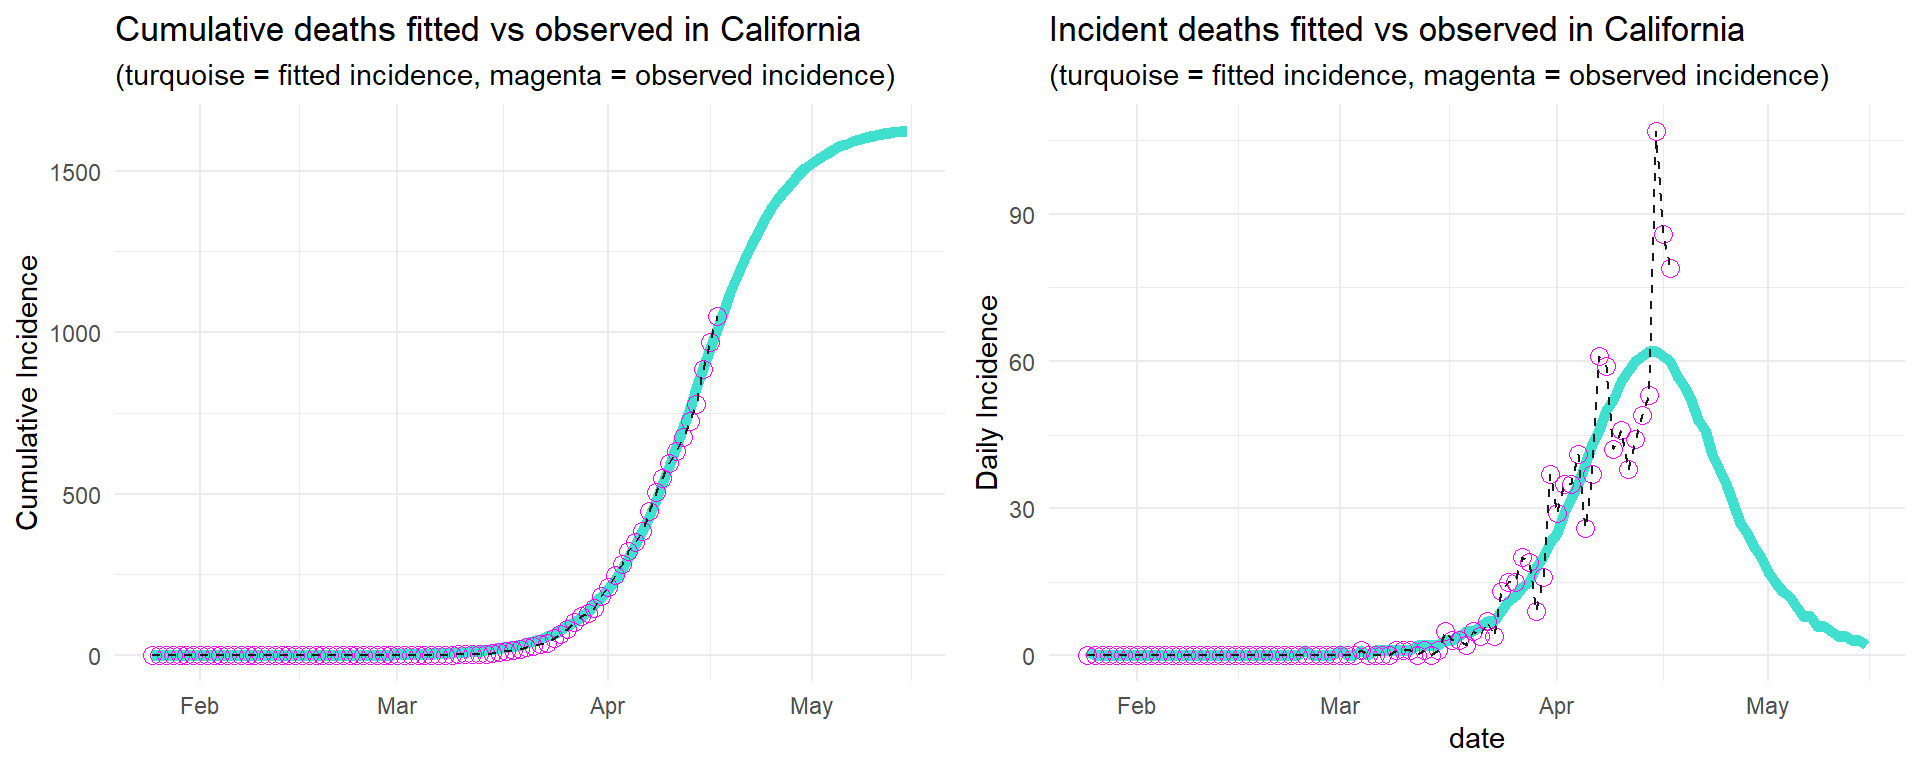 Cumulative deaths fitted vs observed in California
(turquoise = fitted incidence, magenta = observed incidence)
Cumulative Incidence
1500
1000
500
0
Feb
Mar
Apr
May
Incident deaths fitted vs observed in California
(turquoise = fitted incidence, magenta = observed incidence)
Daily Incidence
90
60
30
0
Feb
Mar
Apr
May
date